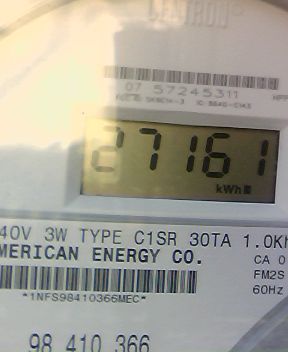 07 57245311
27161
kWh
40V 3W TYPE C1SR 30TA 1.0Kh
MERICAN ENERGY CO.
CA 0
FM2S
60Hz
*1NFS98410366MEC*
98 410 366